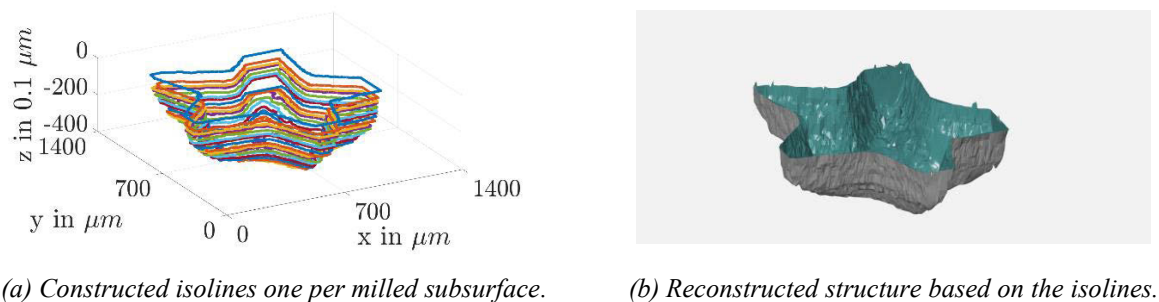 0
-200
-400
z in 0.1 μm
1400
700
0
y in μm
0
700
1400
x in μm
(a) Constructed isolines one per milled subsurface.
(b) Reconstructed structure based on the isolines.